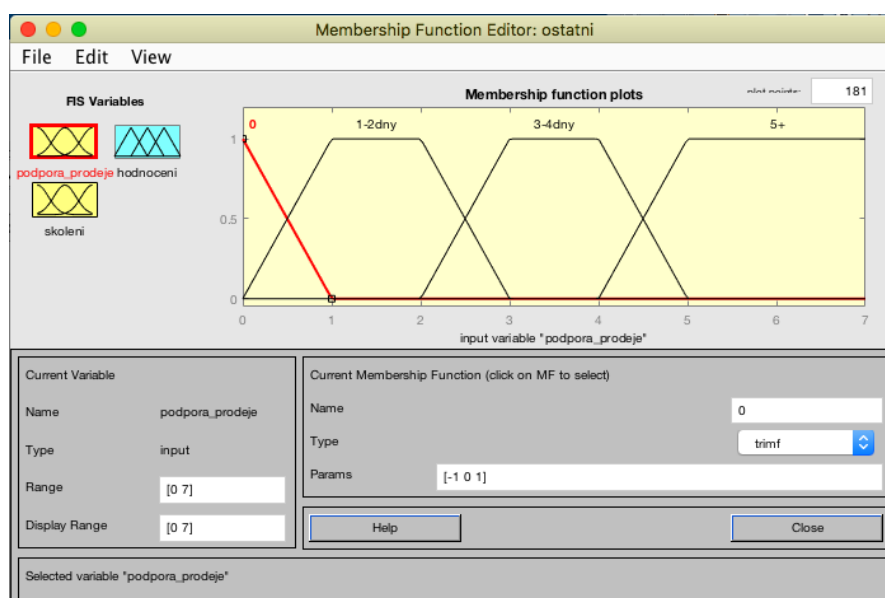 Membership Function Editor: ostatni
File Edit View
FIS Variables
podpora_prodeje hodnoceni
skoleni
Membership function plots
plot points: 181
0 1-2dny 3-4dny 5+
1
0.5
0
0 1 2 3 4 5 6 7
input variable "podpora_prodeje"
Current Variable
Name podpora_prodeje
Type input
Range [0 7]
Display Range [0 7]
Current Membership Function (click on MF to select)
Name 0
Type trimf
Params [-1 0 1]
Help Close
Selected variable "podpora_prodeje"